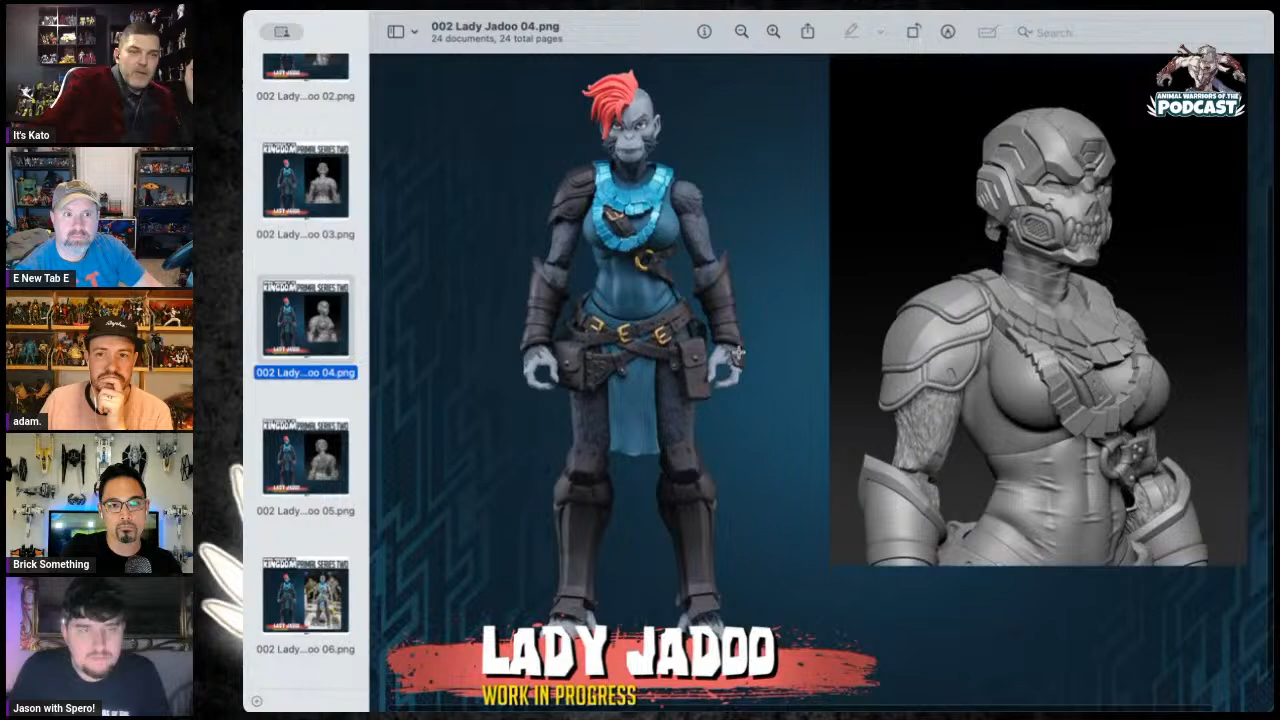 It's Kato
E New Tab E
adam.
Brick Something
Jason with Spero!
002 Lady Jadoo 04.png
24 documents, 24 total pages
Search
002 Lady...oo 02.png
002 Lady...oo 03.png
002 Lady...oo 04.png
002 Lady...oo 05.png
002 Lady...oo 06.png
ANIMAL WARRIORS OF THE
PODCAST
LADY JADOO
WORK IN PROGRESS